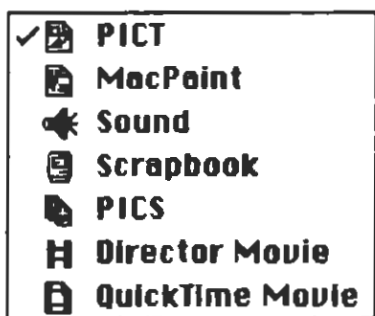 PICT
MacPaint
Sound
Scrapbook
PICS
Director Movie
QuickTime Movie